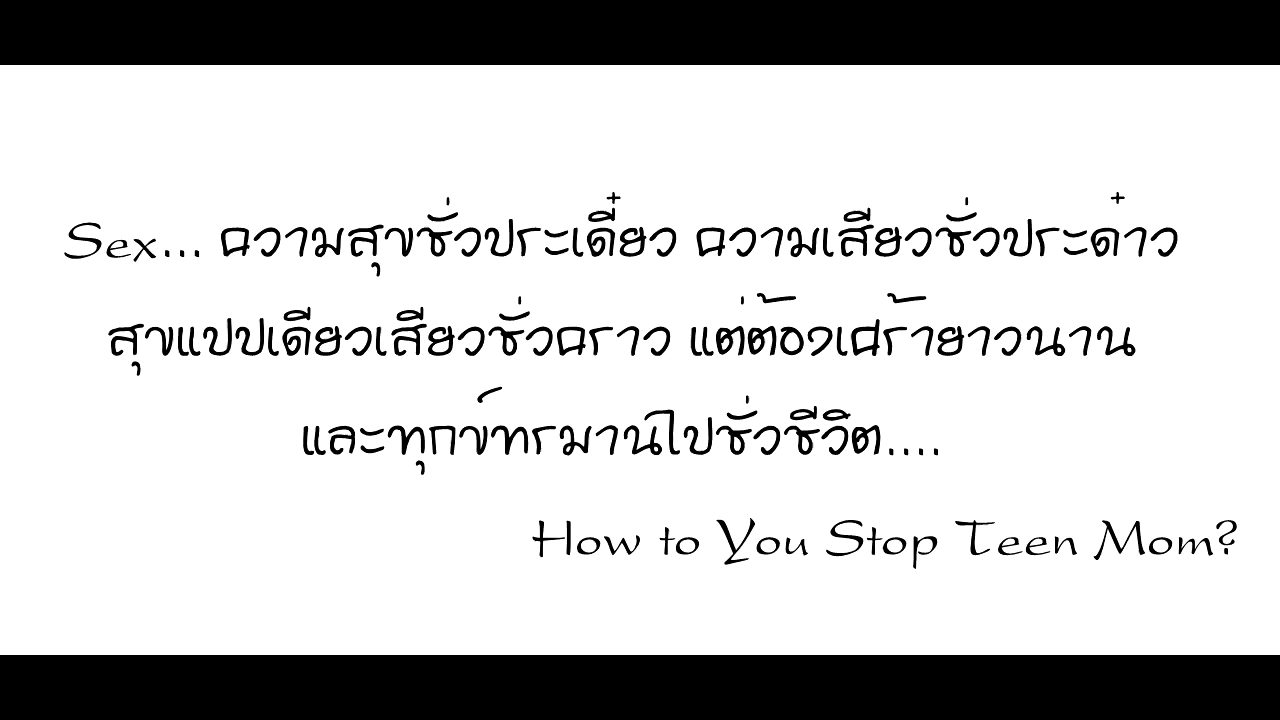 Sex... ความสุขชั่วประเดี๋ยว ความเสียวชั่วประด๋าว
สุขแปปเดียวเสียวชั่วคราว แต่ต้องเศร้ายาวนาน
และทุกข์ทรมานไปชั่วชีวิต....
How to You Stop Teen Mom?